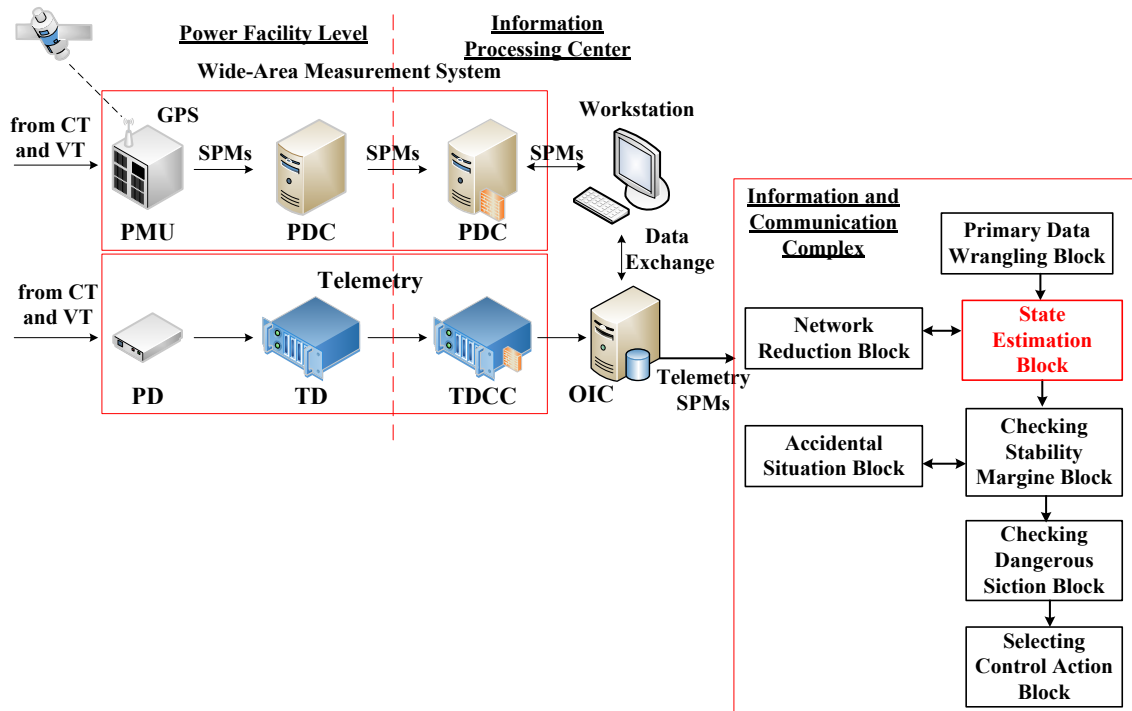 Power Facility Level
Information
Processing Center
Wide-Area Measurement System
from CT
and VT
GPS
SPMs
SPMs
SPMs
Workstation
PMU
PDC
PDC
Data
Exchange
from CT
and VT
Telemetry
PD
TD
TDCC
OIC
Telemetry
SPMs
Information and
Communication
Complex
Primary Data
Wrangling Block
Network
Reduction Block
State
Estimation
Block
Accidental
Situation Block
Checking
Stability
Margine Block
Checking
Dangerous
Siction Block
Selecting
Control Action
Block